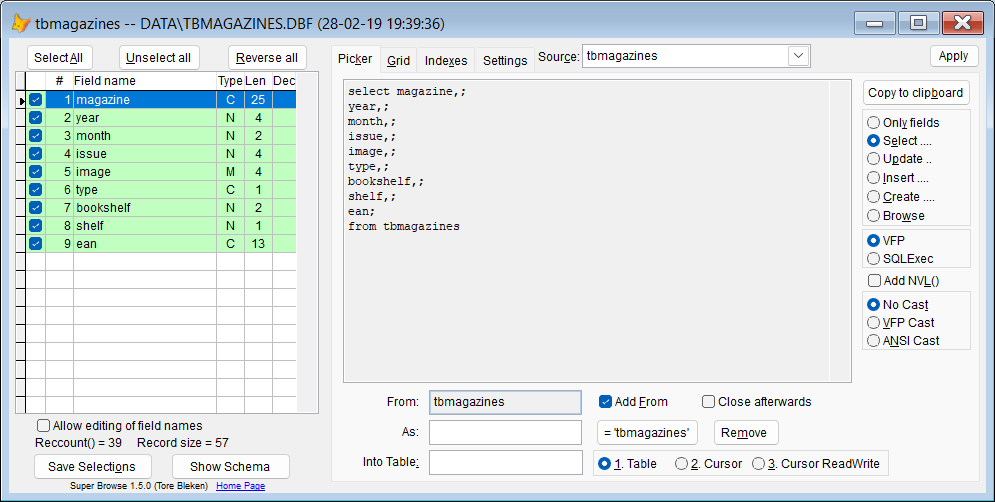 tbmagazines -- DATA\TBMAGAZINES.DBF (28-02-19 19:39:36)
Select All Unselect all Reverse all
# Field name Type Len Dec
1 magazine C 25
2 year N 4
3 month N 2
4 issue N 4
5 image M 4
6 type C 1
7 bookshelf N 2
8 shelf N 1
9 ean C 13
Allow editing of field names
Reccount() = 39 Record size = 57
Save Selections Show Schema
Super Browse 1.5.0 (Tore Bleken) Home Page
Picker Grid Indexes Settings Source: tbmagazines Apply
select magazine,;
year,;
month,;
issue,;
image,;
type,;
bookshelf,;
shelf,;
ean;
from tbmagazines
Copy to clipboard
Only fields
Select ....
Update ..
Insert ....
Create ....
Browse
VFP
SQLExec
Add NVL()
No Cast
VFP Cast
ANSI Cast
From: tbmagazines Add From Close afterwards
As: = 'tbmagazines' Remove
Into Table: 1. Table 2. Cursor 3. Cursor ReadWrite